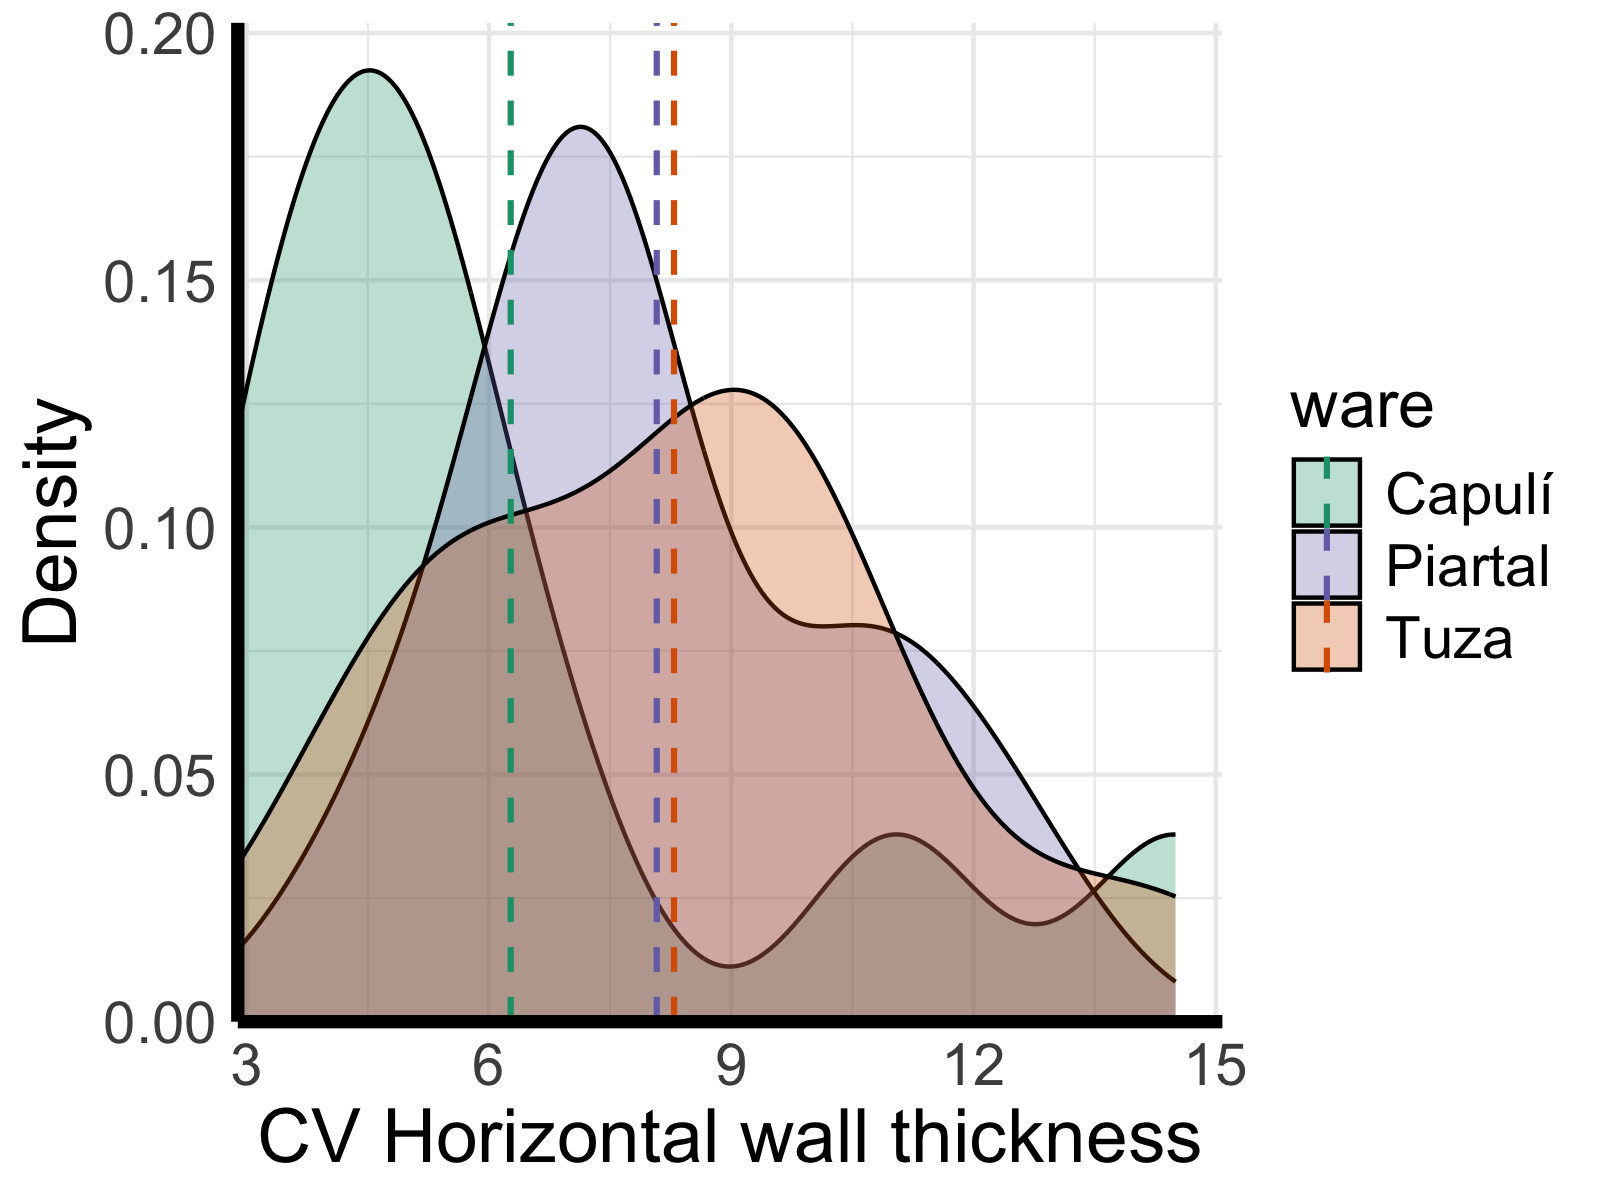 0.20
0.15
0.10
0.05
0.00
Density
3 6 9 12 15
CV Horizontal wall thickness
ware
Capulí
Piartal
Tuza